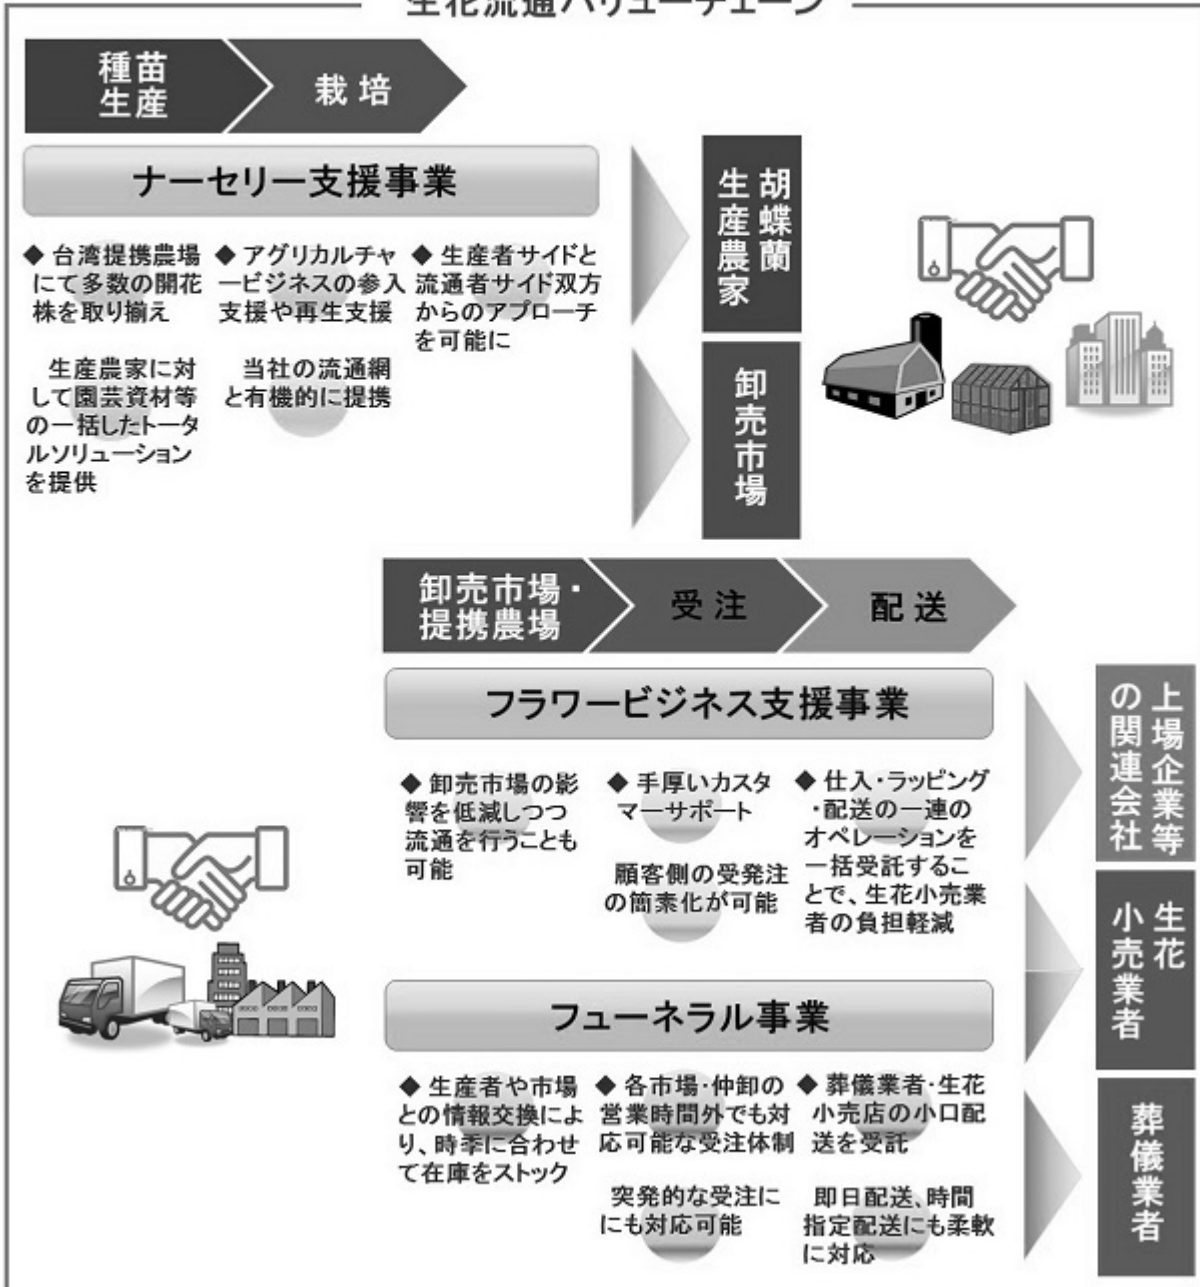 生花流通バリューチェーン
種苗
生産
栽培
ナーセリー支援事業
◆ 台湾提携農場
にて多数の開花
株を取り揃え
生産農家に対
して園芸資材等
の一括したトータ
ルソリューション
を提供
◆ アグリカルチャ
ービジネスの参入
支援や再生支援
当社の流通網
と有機的に提携
◆ 生産者サイドと
流通者サイド双方
からのアプローチ
を可能に
胡蝶蘭
生産農家
卸売市場
卸売市場・
提携農場
受注
配送
フラワービジネス支援事業
◆ 卸売市場の影
響を低減しつつ
流通を行うことも
可能
◆ 手厚いカスタ
マーサポート
顧客側の受発注
の簡素化が可能
◆ 仕入・ラッピング
・配送の一連の
オペレーションを
一括受託するこ
とで、生花小売業
者の負担軽減
フューネラル事業
◆ 生産者や市場
との情報交換によ
り、時季に合わせ
て在庫をストック
◆ 各市場・仲卸の
営業時間外でも対
応可能な受注体制
突発的な受注に
にも対応可能
◆ 葬儀業者・生花
小売店の小口配
送を受託
即日配送、時間
指定配送にも柔軟
に対応
上場企業等
の関連会社
生花
小売業者
葬儀業者